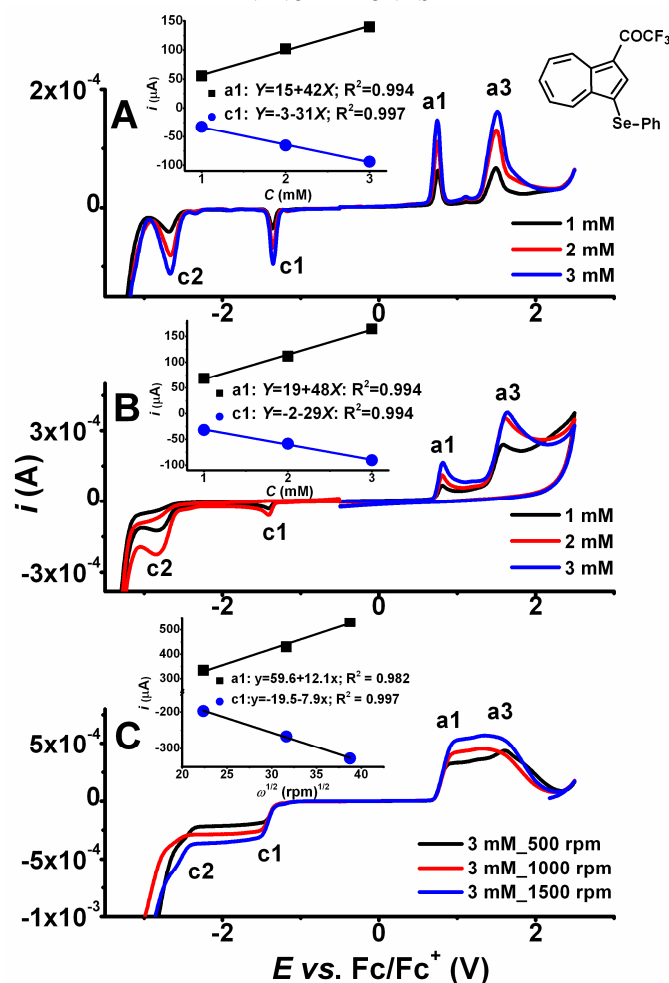 A
2x10⁻⁴
0
i (µA)
150
100
50
0
-50
-100
a1: Y=15+42X; R²=0.994
c1: Y=-3-31X; R²=0.997
1
2
3
C (mM)
COCF₃
Se–Ph
a1
a3
c2
c1
1 mM
2 mM
3 mM
-2
0
2
B
i (A)
3x10⁻⁴
0
-3x10⁻⁴
i (µA)
150
100
50
0
-50
-100
a1: Y=19+48X: R²=0.994
c1: Y=-2-29X: R²=0.994
1
2
3
C (mM)
a1
a3
c2
c1
1 mM
2 mM
3 mM
-2
0
2
C
5x10⁻⁴
0
-5x10⁻⁴
-1x10⁻³
i (µA)
500
400
300
-200
-300
a1: y=59.6+12.1x; R² = 0.982
c1:y=-19.5-7.9x; R² = 0.997
20
25
30
35
40
ω^1/2 (rpm)^1/2
a1
a3
c2
c1
3 mM_500 rpm
3 mM_1000 rpm
3 mM_1500 rpm
-2
0
2
E vs. Fc/Fc⁺ (V)